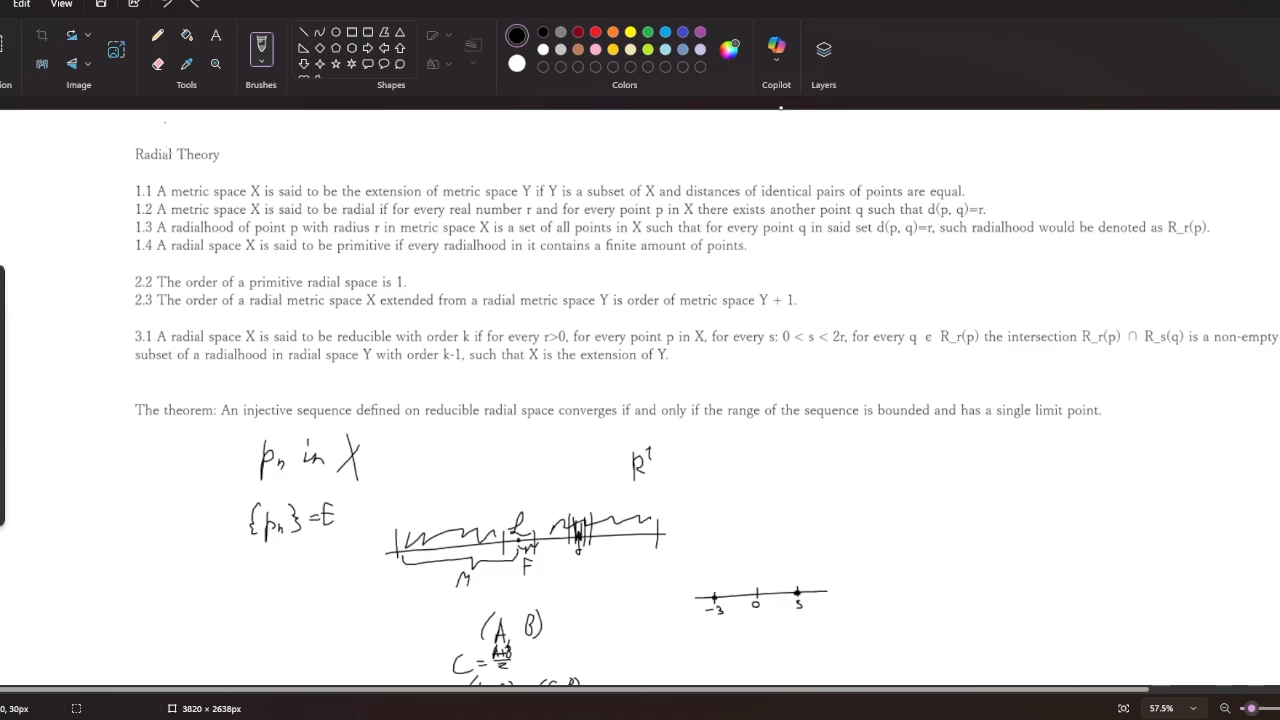 Edit View
Image Tools Brushes Shapes Colors Copilot Layers
Radial Theory
1.1 A metric space X is said to be the extension of metric space Y if Y is a subset of X and distances of identical pairs of points are equal.
1.2 A metric space X is said to be radial if for every real number r and for every point p in X there exists another point q such that d(p, q)=r.
1.3 A radialhood of point p with radius r in metric space X is a set of all points in X such that for every point q in said set d(p, q)=r, such radialhood would be denoted as R_r(p).
1.4 A radial space X is said to be primitive if every radialhood in it contains a finite amount of points.
2.2 The order of a primitive radial space is 1.
2.3 The order of a radial metric space X extended from a radial metric space Y is order of metric space Y + 1.
3.1 A radial space X is said to be reducible with order k if for every r>0, for every point p in X, for every s: 0 < s < 2r, for every q є R_r(p) the intersection R_r(p) ∩ R_s(q) is a non-empty
subset of a radialhood in radial space Y with order k-1, such that X is the extension of Y.
The theorem: An injective sequence defined on reducible radial space converges if and only if the range of the sequence is bounded and has a single limit point.
pₙ in X R¹
{pₙ} = E
L
M F
-3 0 3
(A, B)
C = A+B/2
0, 30px 3820 × 2638px 57.5%